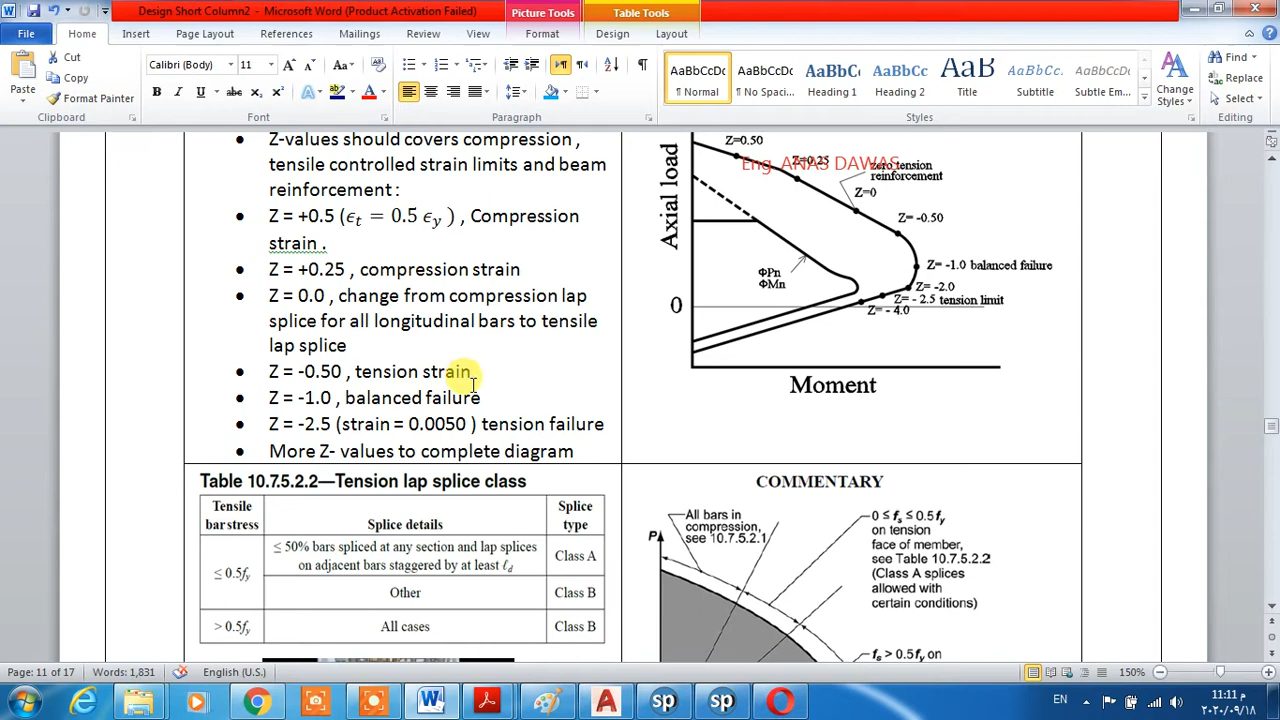 Design Short Column2 - Microsoft Word (Product Activation Failed)
Picture Tools
Table Tools
File
Home
Insert
Page Layout
References
Mailings
Review
View
Format
Design
Layout
Cut
Copy
Format Painter
Paste
Clipboard
Calibri (Body)
11
Font
Paragraph
AaBbCcDc
¶ Normal
AaBbCcDc
¶ No Spaci...
AaBbCc
Heading 1
AaBbCc
Heading 2
AaB
Title
AaBbCc.
Subtitle
AaBbCcDc
Subtle Em...
Change
Styles
Styles
Find
Replace
Select
Editing
• Z-values should covers compression ,
tensile controlled strain limits and beam
reinforcement :
• Z = +0.5 (ϵt = 0.5 ϵy ) , Compression
strain .
• Z = +0.25 , compression strain
• Z = 0.0 , change from compression lap
splice for all longitudinal bars to tensile
lap splice
• Z = -0.50 , tension strain
• Z = -1.0 , balanced failure
• Z = -2.5 (strain = 0.0050 ) tension failure
• More Z- values to complete diagram
Axial load
Z=0.50
Z=0.25
Eng. ANAS DAWAS
zero tension
reinforcement
Z=0
Z= -0.50
Z= -1.0 balanced failure
Z= -2.0
Z= - 2.5 tension limit
Z= - 4.0
ΦPn
ΦMn
0
Moment
Table 10.7.5.2.2—Tension lap splice class
Tensile
bar stress
Splice details
Splice
type
≤ 0.5fy
≤ 50% bars spliced at any section and lap splices
on adjacent bars staggered by at least ℓd
Class A
Other
Class B
> 0.5fy
All cases
Class B
COMMENTARY
P
All bars in
compression,
see 10.7.5.2.1
0 ≤ fs ≤ 0.5fy
on tension
face of member,
see Table 10.7.5.2.2
(Class A splices
allowed with
certain conditions)
fs > 0.5fy on
Page: 11 of 17
Words: 1,831
English (U.S.)
150%
EN
11:11 م
٢٠٢٠/٠٩/١٨